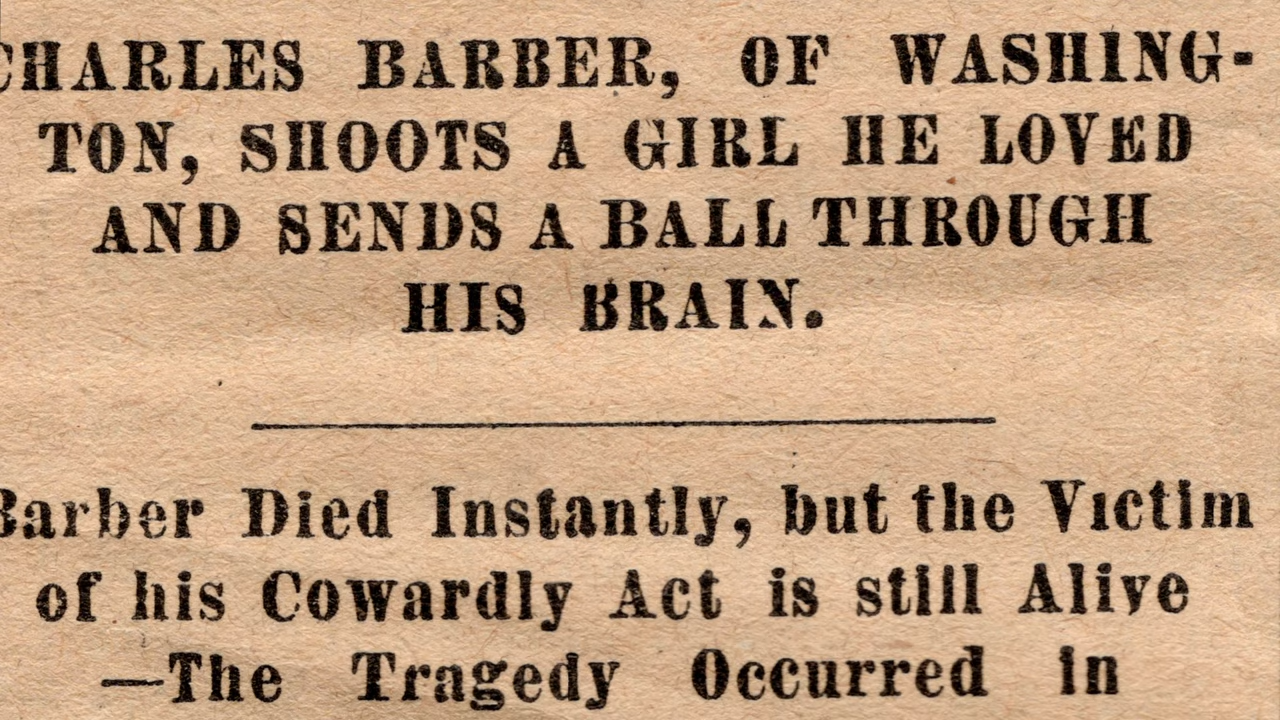 CHARLES BARBER, OF WASHING-
TON, SHOOTS A GIRL HE LOVED
AND SENDS A BALL THROUGH
HIS BRAIN.
Barber Died Instantly, but the Victim
of his Cowardly Act is still Alive
—The Tragedy Occurred in